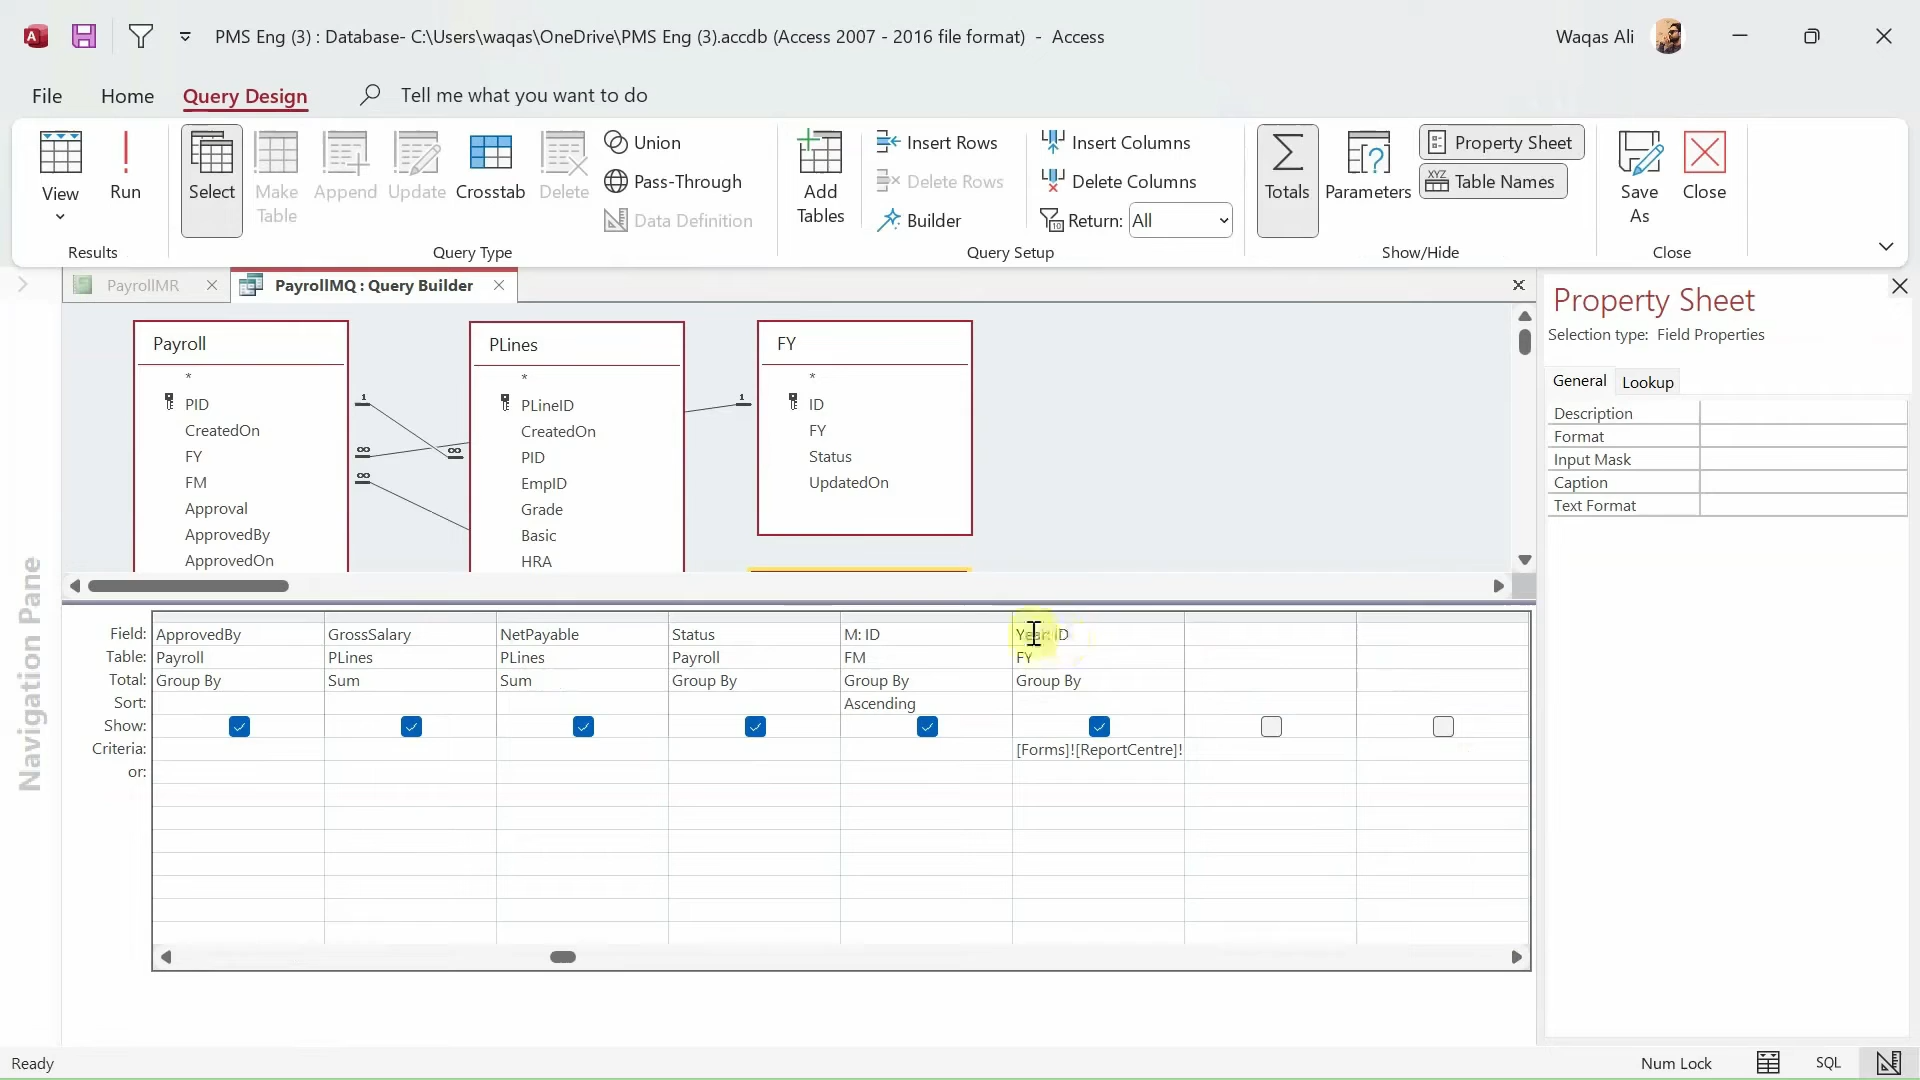 PMS Eng (3) : Database- C:\Users\waqas\OneDrive\PMS Eng (3).accdb (Access 2007 - 2016 file format) - Access
Waqas Ali
File
Home
Query Design
Tell me what you want to do
View
Run
Results
Select
Make Table
Append
Update
Crosstab
Delete
Union
Pass-Through
Data Definition
Query Type
Add Tables
Insert Rows
Delete Rows
Builder
Insert Columns
Delete Columns
Return: All
Query Setup
Totals
Parameters
Property Sheet
Table Names
Show/Hide
Save As
Close
Close
PayrollMR
PayrollMQ : Query Builder
Navigation Pane
Payroll
*
PID
CreatedOn
FY
FM
Approval
ApprovedBy
ApprovedOn
PLines
*
PLineID
CreatedOn
PID
EmpID
Grade
Basic
HRA
FY
*
ID
FY
Status
UpdatedOn
1
∞
∞
∞
1
Property Sheet
Selection type: Field Properties
General
Lookup
Description
Format
Input Mask
Caption
Text Format
Field: ApprovedBy GrossSalary NetPayable Status M: ID Year: ID
Table: Payroll PLines PLines Payroll FM FY
Total: Group By Sum Sum Group By Group By Group By
Sort: Ascending
Show:
Criteria: [Forms]![ReportCentre]!
or:
Ready
Num Lock
SQL